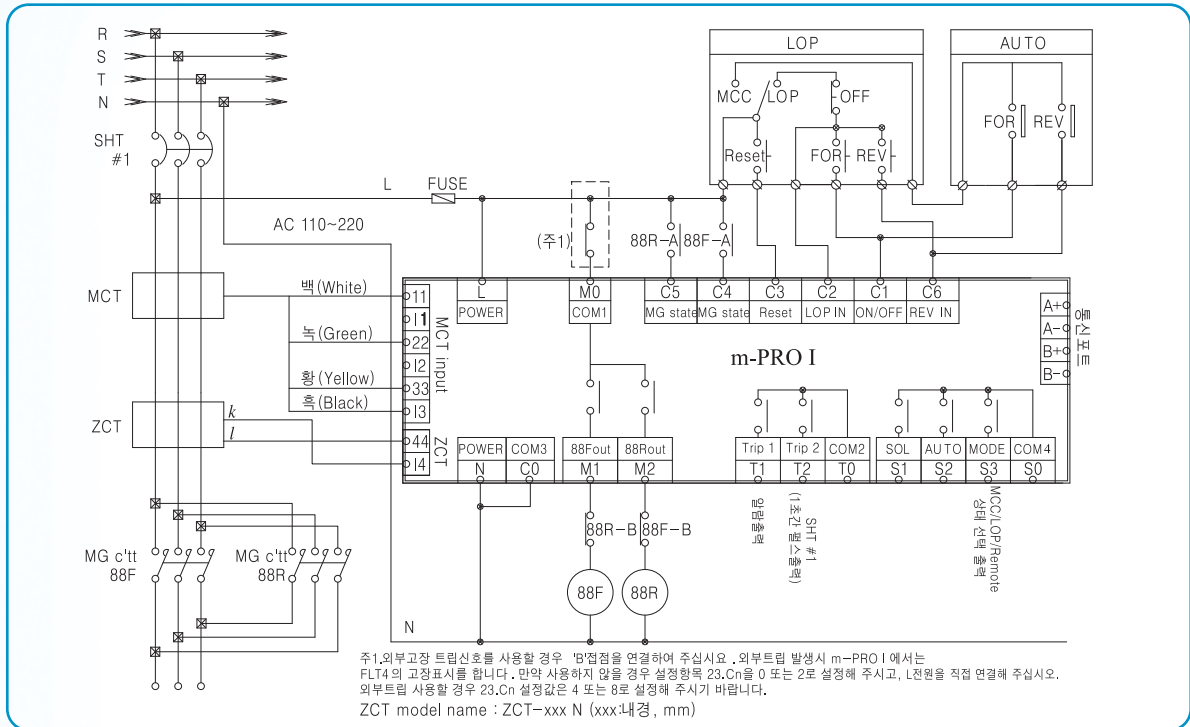 R
S
T
N
SHT
#1
L
FUSE
AC 110~220
(주1)
88R-A
88F-A
LOP
MCC
LOP
OFF
Reset
FOR
REV
AUTO
FOR
REV
MCT
백(White)
녹(Green)
황(Yellow)
흑(Black)
ZCT
k
l
11
I1
22
I2
33
I3
44
I4
MCT input
ZCT
L
POWER
M0
COM1
C5
MG state
C4
MG state
C3
Reset
C2
LOP IN
C1
ON/OFF
C6
REV IN
m-PRO I
A+
A-
B+
B-
통신포트
POWER
N
COM3
C0
88Fout
M1
88Rout
M2
Trip 1
T1
Trip 2
T2
COM2
T0
SOL
S1
AUTO
S2
MODE
S3
COM4
S0
알람출력
SHT #1
(1초간 펄스출력)
MCC/LOP/Remote
상태 선택 출력
88R-B
88F-B
88F
88R
MG c'tt
88F
MG c'tt
88R
N
주1.외부고장 트립신호를 사용할 경우 'B'접점을 연결하여 주십시요 . 외부트립 발생시 m-PRO I 에서는
FLT4 의 고장표시를 합니다 . 만약 사용하지 않을 경우 설정항목 23.Cn을 0 또는 2로 설정해 주시고, L전원을 직접 연결해 주십시오.
외부트립 사용할 경우 23.Cn 설정값은 4 또는 8로 설정해 주시기 바랍니다.
ZCT model name : ZCT-xxx N (xxx:내경, mm)